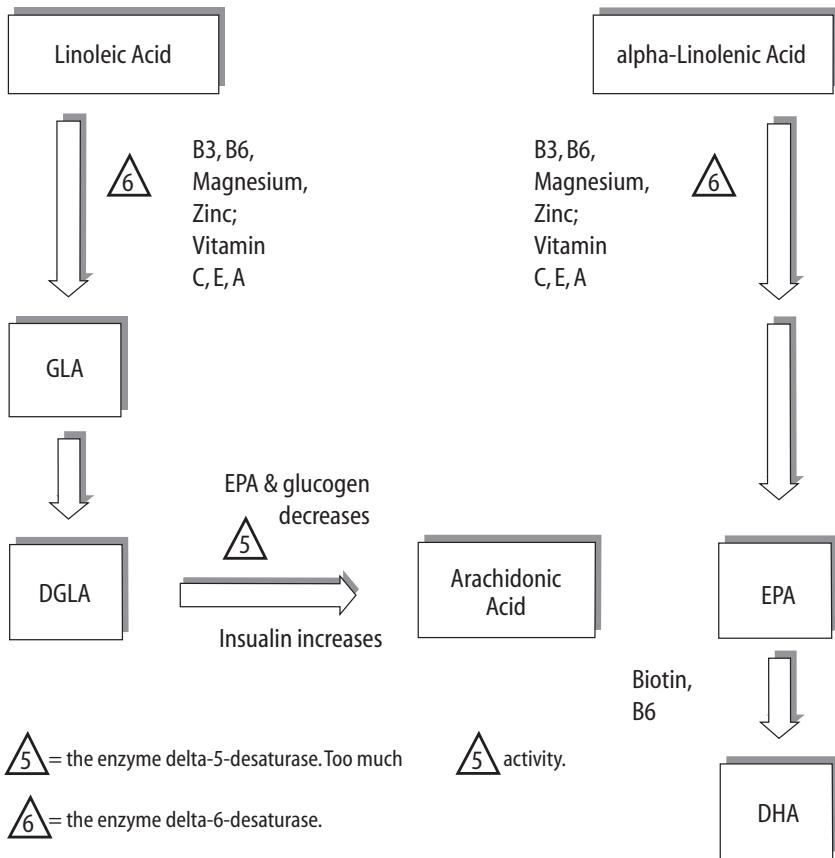 Linoleic Acid
alpha-Linolenic Acid
6
B3, B6,
Magnesium,
Zinc;
Vitamin
C, E, A
B3, B6,
Magnesium,
Zinc;
Vitamin
C, E, A
6
GLA
EPA & glucogen
decreases
5
DGLA
Insualin increases
Arachidonic
Acid
EPA
Biotin,
B6
DHA
5 = the enzyme delta-5-desaturase. Too much 5 activity.
6 = the enzyme delta-6-desaturase.